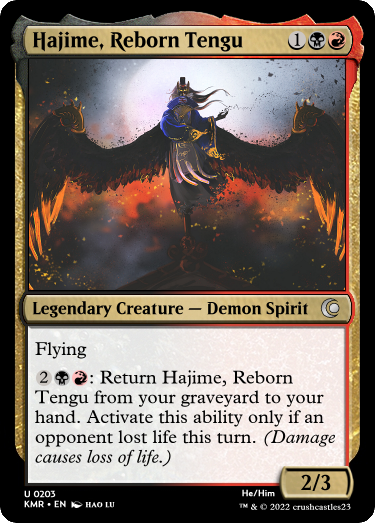 Hajime, Reborn Tengu 1
Legendary Creature — Demon Spirit
Flying
2: Return Hajime, Reborn
Tengu from your graveyard to your
hand. Activate this ability only if an
opponent lost life this turn. (Damage
causes loss of life.)
2/3
U 0203
He/Him
KMR • EN HAO LU
™ & © 2022 crushcastles23